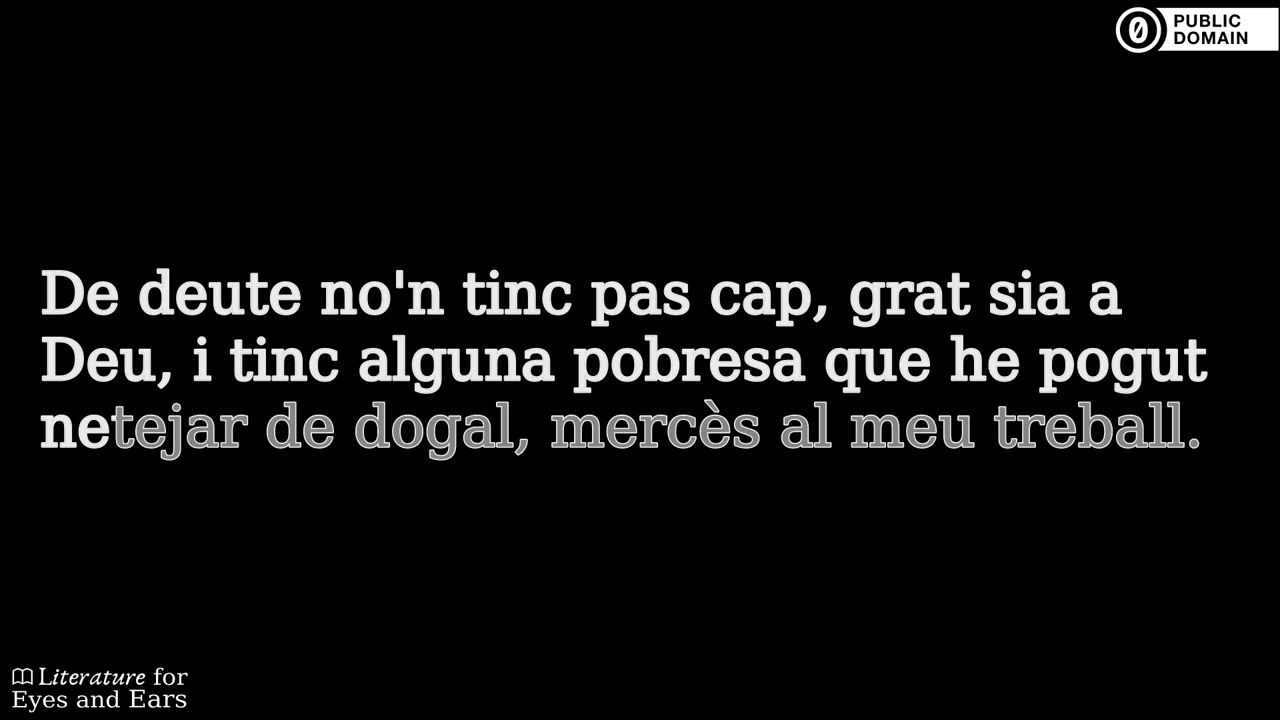 PUBLIC
DOMAIN
De deute no'n tinc pas cap, grat sia a
Deu, i tinc alguna pobresa que he pogut
netejar de dogal, mercès al meu treball.
Literature for
Eyes and Ears